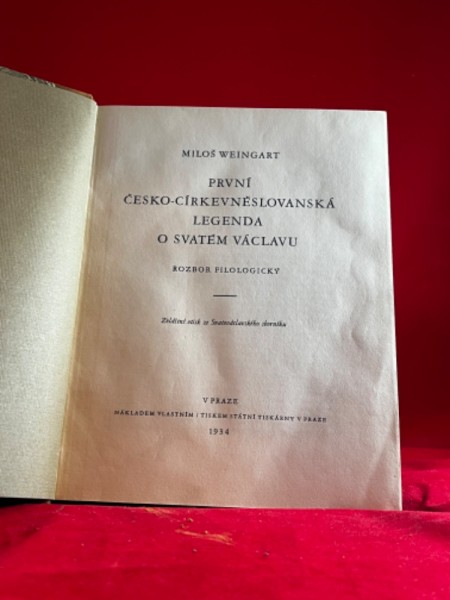 MILOŠ WEINGART
PRVNÍ
ČESKO-CÍRKEVNĚSLOVANSKÁ
LEGENDA
O SVATÉM VÁCLAVU
ROZBOR FILOLOGICKÝ
Zvláštní otisk ze Svatováclavského sborníku
V PRAZE
NÁKLADEM VLASTNÍM / TISKEM STÁTNÍ TISKÁRNY V PRAZE
1934